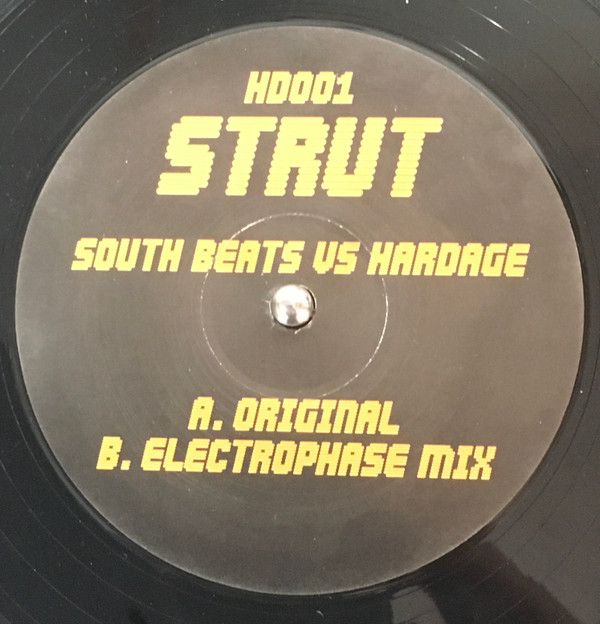 HD001
STRUT
SOUTH BEATS VS HARDAGE
A. ORIGINAL
B. ELECTROPHASE MIX